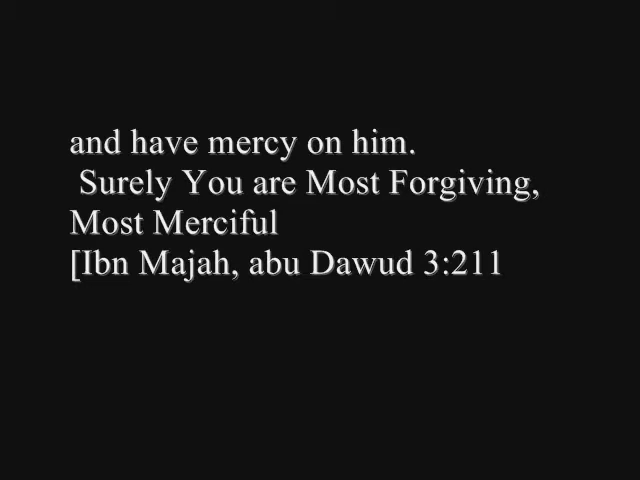 and have mercy on him.
Surely You are Most Forgiving,
Most Merciful
[Ibn Majah, abu Dawud 3:211